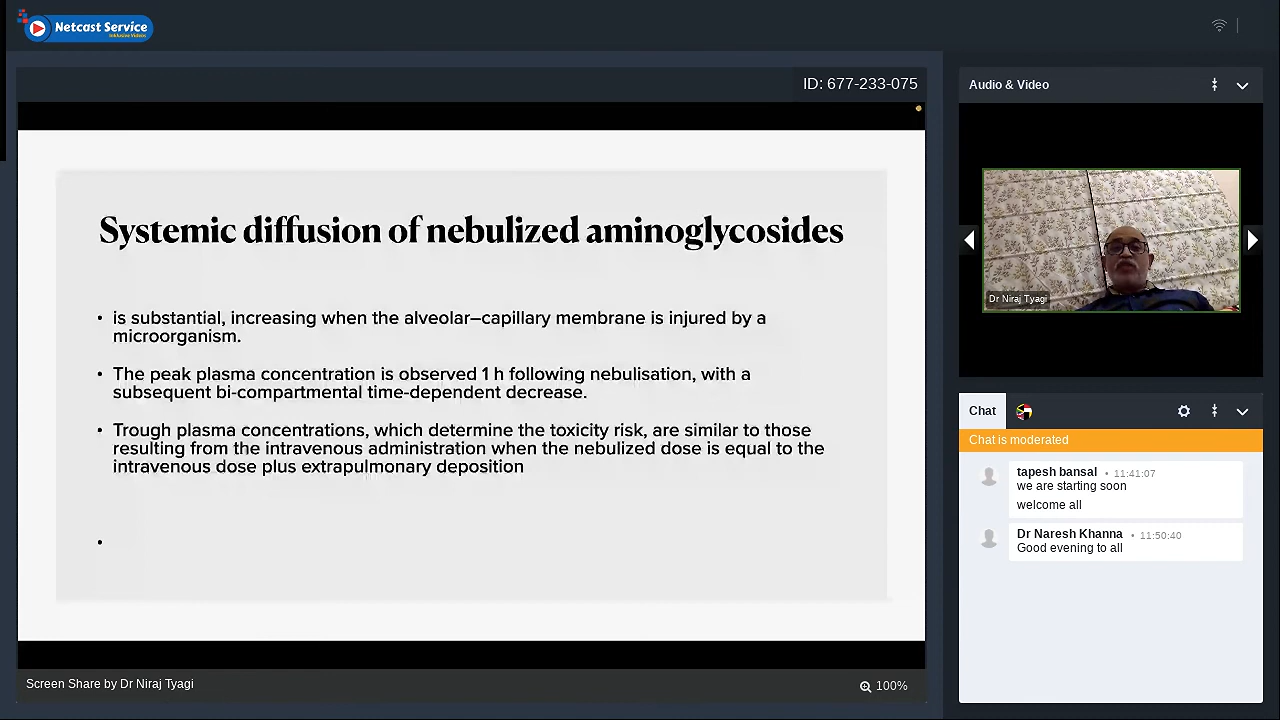 Netcast Service
Inklusive Videos
ID: 677-233-075
Systemic diffusion of nebulized aminoglycosides
• is substantial, increasing when the alveolar–capillary membrane is injured by a
microorganism.
• The peak plasma concentration is observed 1 h following nebulisation, with a
subsequent bi-compartmental time-dependent decrease.
• Trough plasma concentrations, which determine the toxicity risk, are similar to those
resulting from the intravenous administration when the nebulized dose is equal to the
intravenous dose plus extrapulmonary deposition
•
Screen Share by Dr Niraj Tyagi
100%
Audio & Video
Dr Niraj Tyagi
Chat
Chat is moderated
tapesh bansal • 11:41:07
we are starting soon
welcome all
Dr Naresh Khanna • 11:50:40
Good evening to all